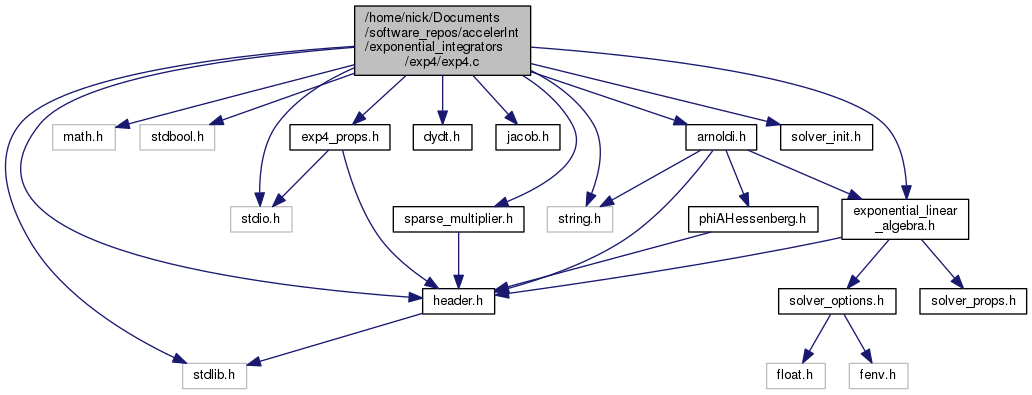 /home/nick/Documents
/software_repos/accelerInt
/exponential_integrators
/exp4/exp4.c
math.h
stdbool.h
exp4_props.h
dydt.h
jacob.h
arnoldi.h
solver_init.h
stdio.h
sparse_multiplier.h
string.h
phiAHessenberg.h
exponential_linear
_algebra.h
header.h
solver_options.h
solver_props.h
stdlib.h
float.h
fenv.h